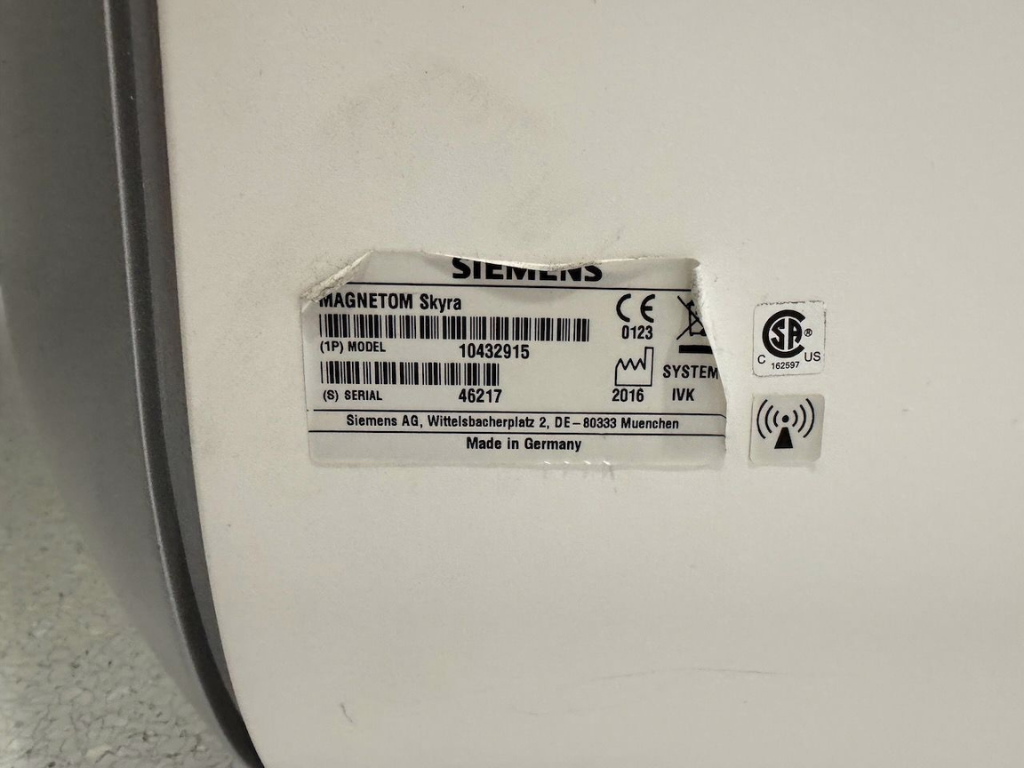 SIEMENS
MAGNETOM Skyra
CE
0123
(1P) MODEL 10432915
SYSTEM
(S) SERIAL 46217
2016 IVK
Siemens AG, Wittelsbacherplatz 2, DE-80333 Muenchen
Made in Germany
SA®
C US
162597